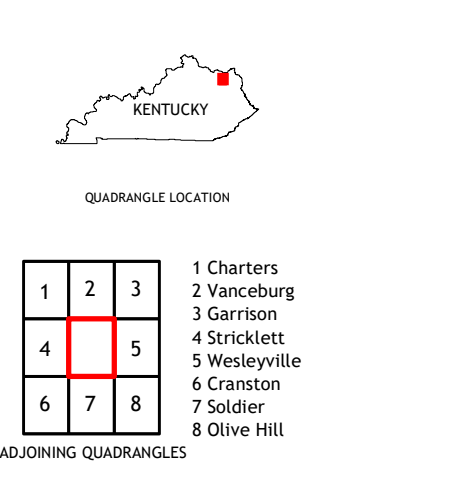 KENTUCKY
QUADRANGLE LOCATION
1 2 3
4 5
6 7 8
1 Charters
2 Vanceburg
3 Garrison
4 Stricklett
5 Wesleyville
6 Cranston
7 Soldier
8 Olive Hill
ADJOINING QUADRANGLES